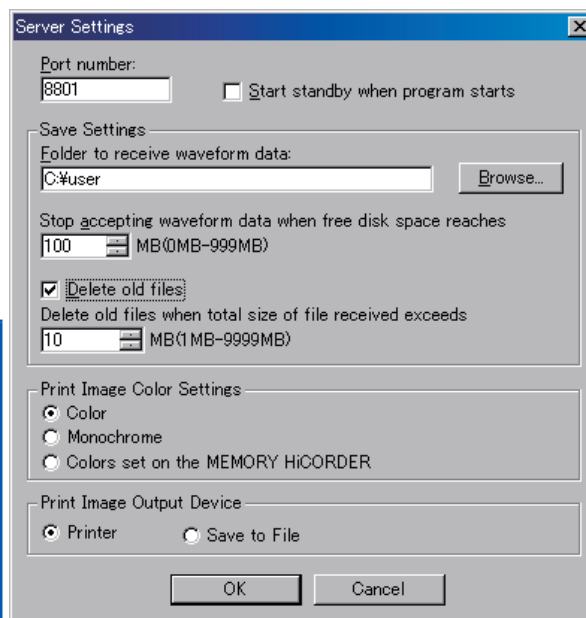 Server Settings
Port number:
8801
Start standby when program starts
Save Settings
Folder to receive waveform data:
C:¥user
Browse...
Stop accepting waveform data when free disk space reaches
100 MB(0MB-999MB)
Delete old files
Delete old files when total size of file received exceeds
10 MB(1MB-9999MB)
Print Image Color Settings
Color
Monochrome
Colors set on the MEMORY HiCORDER
Print Image Output Device
Printer Save to File
OK Cancel